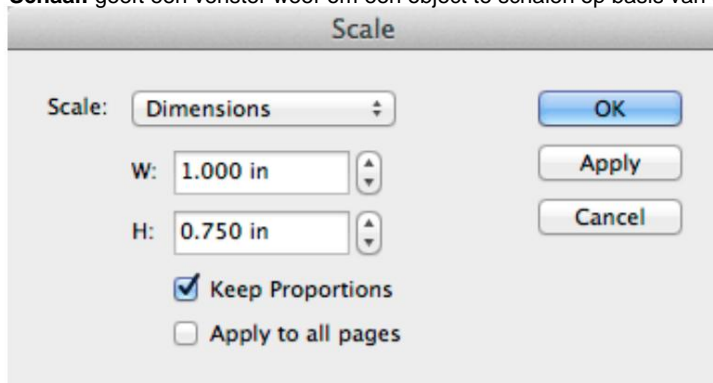 Schaalt geeft een venster weer om een object te schalen op basis van
Scale
Scale: Dimensions OK
W: 1.000 in Apply
H: 0.750 in Cancel
Keep Proportions
Apply to all pages